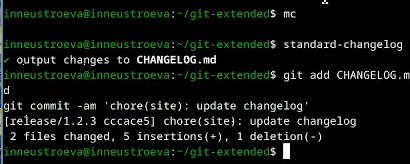 inneustroeva@inneustroeva:~/git-extended$ mc
inneustroeva@inneustroeva:~/git-extended$ standard-changelog
✔ output changes to CHANGELOG.md
inneustroeva@inneustroeva:~/git-extended$ git add CHANGELOG.m
d
git commit -am 'chore(site): update changelog'
[release/1.2.3 cccace5] chore(site): update changelog
 2 files changed, 5 insertions(+), 1 deletion(-)
inneustroeva@inneustroeva:~/git-extended$